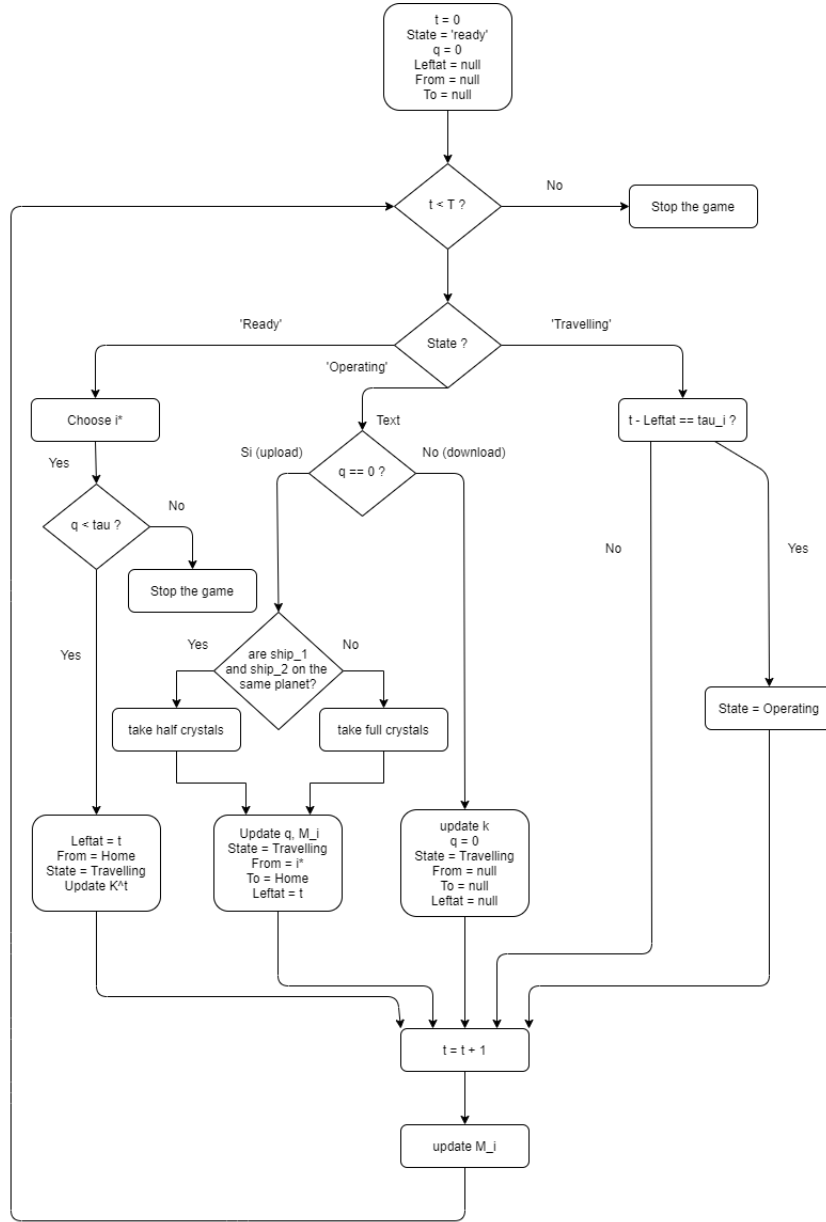 t = 0
State = 'ready'
q = 0
Leftat = null
From = null
To = null
t < T ?
No
Stop the game
'Ready'
State ?
'Travelling'
'Operating'
Choose i*
Text
t - Leftat == tau_i ?
Yes
Si (upload)
q == 0 ?
No (download)
q < tau ?
No
Stop the game
No
Yes
Yes
Yes
are ship_1
and ship_2 on the
same planet?
No
take half crystals
take full crystals
State = Operating
Leftat = t
From = Home
State = Travelling
Update K^t
Update q, M_i
State = Travelling
From = i*
To = Home
Leftat = t
update k
q = 0
State = Travelling
From = null
To = null
Leftat = null
t = t + 1
update M_i